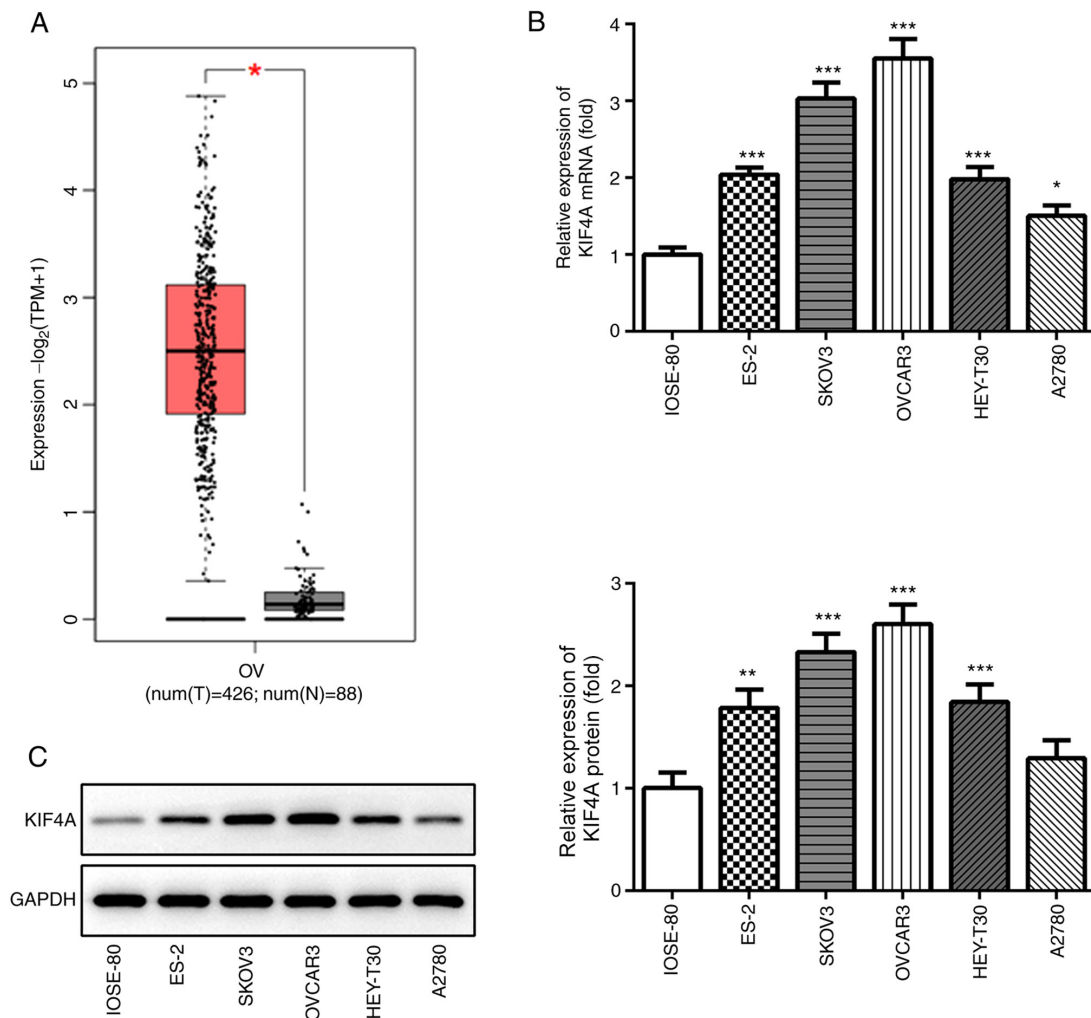 A
*
5
4
3
2
1
0
Expression –log2(TPM+1)
OV
(num(T)=426; num(N)=88)
B
Relative expression of
KIF4A mRNA (fold)
4
3
2
1
0
***
***
***
***
*
IOSE-80
ES-2
SKOV3
OVCAR3
HEY-T30
A2780
Relative expression of
KIF4A protein (fold)
3
2
1
0
**
***
***
***
IOSE-80
ES-2
SKOV3
OVCAR3
HEY-T30
A2780
C
KIF4A
GAPDH
IOSE-80
ES-2
SKOV3
OVCAR3
HEY-T30
A2780